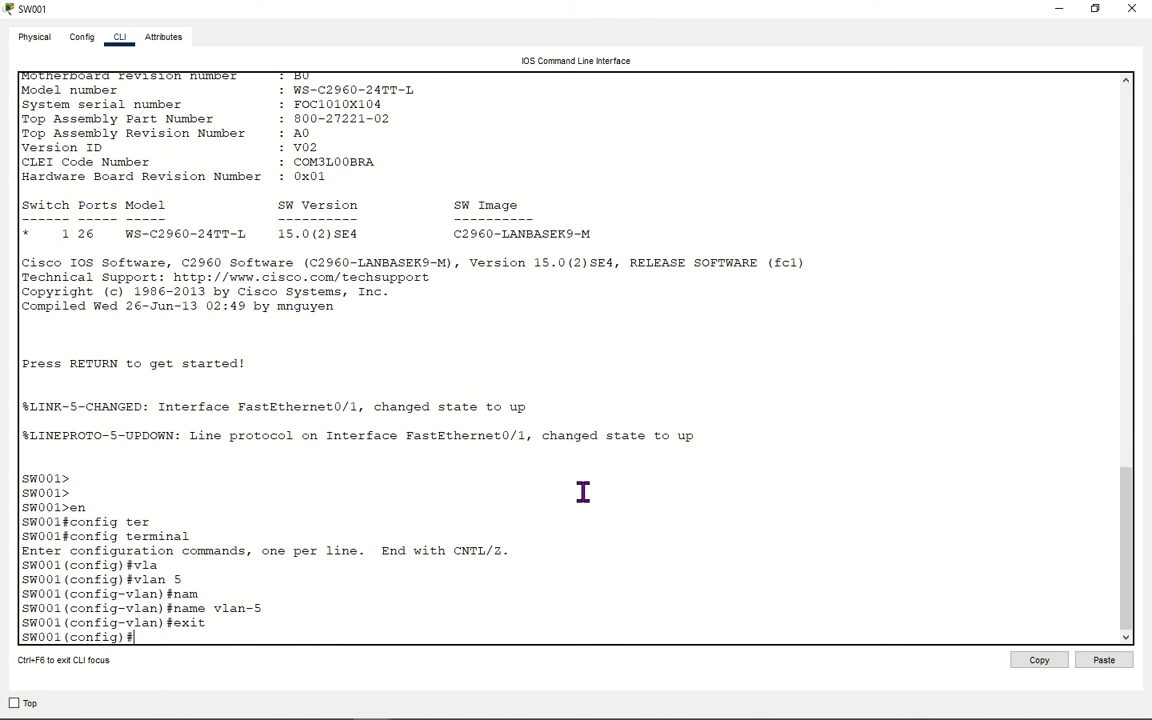 SW001
Physical Config CLI Attributes
IOS Command Line Interface
Motherboard revision number : B0
Model number : WS-C2960-24TT-L
System serial number : FOC1010X104
Top Assembly Part Number : 800-27221-02
Top Assembly Revision Number : A0
Version ID : V02
CLEI Code Number : COM3L00BRA
Hardware Board Revision Number : 0x01
Switch Ports Model SW Version SW Image
------ ----- ----- ---------- ----------
* 1 26 WS-C2960-24TT-L 15.0(2)SE4 C2960-LANBASEK9-M
Cisco IOS Software, C2960 Software (C2960-LANBASEK9-M), Version 15.0(2)SE4, RELEASE SOFTWARE (fc1)
Technical Support: http://www.cisco.com/techsupport
Copyright (c) 1986-2013 by Cisco Systems, Inc.
Compiled Wed 26-Jun-13 02:49 by mnguyen
Press RETURN to get started!
%LINK-5-CHANGED: Interface FastEthernet0/1, changed state to up
%LINEPROTO-5-UPDOWN: Line protocol on Interface FastEthernet0/1, changed state to up
SW001>
SW001>
SW001>en
SW001#config ter
SW001#config terminal
Enter configuration commands, one per line. End with CNTL/Z.
SW001(config)#vla
SW001(config)#vlan 5
SW001(config-vlan)#nam
SW001(config-vlan)#name vlan-5
SW001(config-vlan)#exit
SW001(config)#
Ctrl+F6 to exit CLI focus
Copy Paste
Top